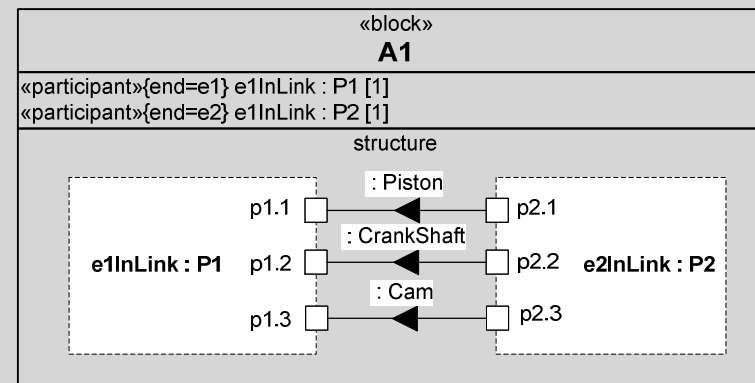 «block»
A1
«participant»{end=e1} e1InLink : P1 [1]
«participant»{end=e2} e1InLink : P2 [1]
structure
: Piston
p1.1
p2.1
: CrankShaft
e1InLink : P1
p1.2
p2.2
e2InLink : P2
: Cam
p1.3
p2.3